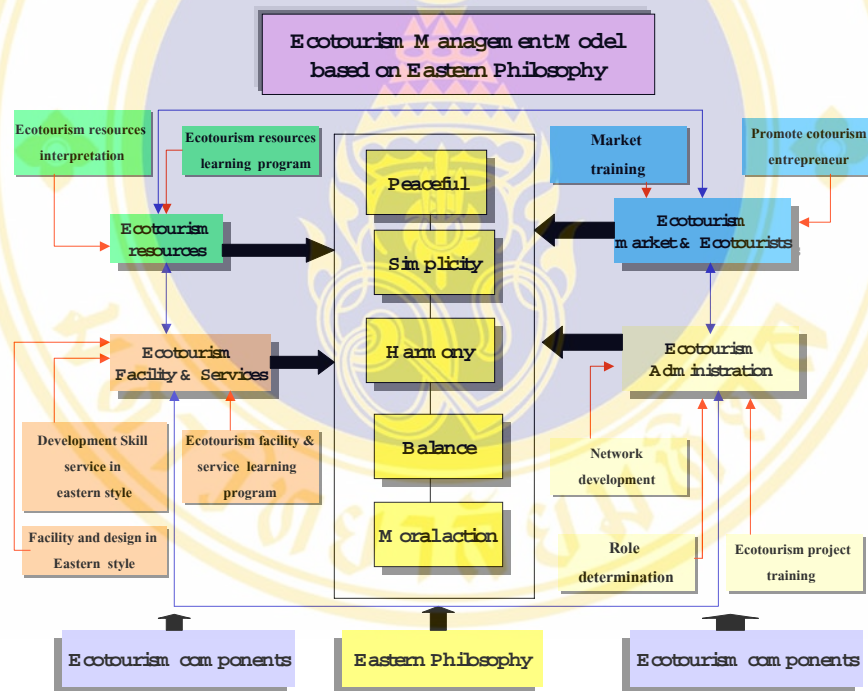 Ecotourism Management Model
based on Eastern Philosophy
Ecotourism resources
interpretation
Ecotourism resources
learning program
Market
training
Promote cotourism
entrepreneur
Peaceful
Ecotourism
resources
Ecotourism
market & Ecotourists
Simplicity
Harmony
Ecotourism
Facility & Services
Ecotourism
Administration
Balance
Development Skill
service in
eastern style
Ecotourism facility &
service learning
program
Network
development
Moral action
Facility and design in
Eastern style
Role
determination
Ecotourism project
training
Ecotourism components
Eastern Philosophy
Ecotourism components